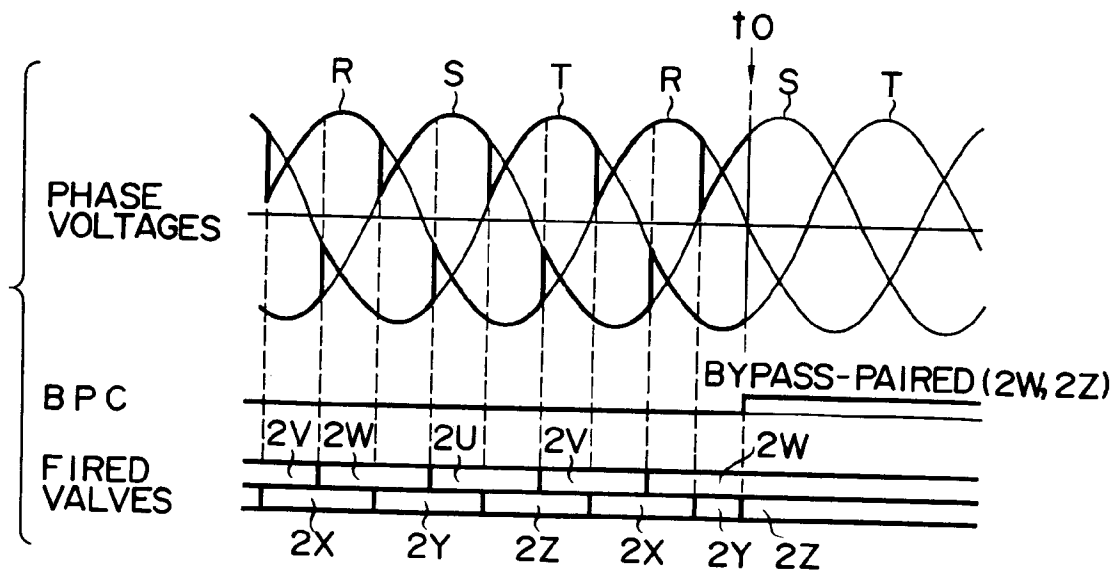 t0
R S T R S T
PHASE
VOLTAGES
BYPASS-PAIRED (2W, 2Z)
BPC
2V 2W 2U 2V 2W
FIRED
VALVES
2X 2Y 2Z 2X 2Y 2Z